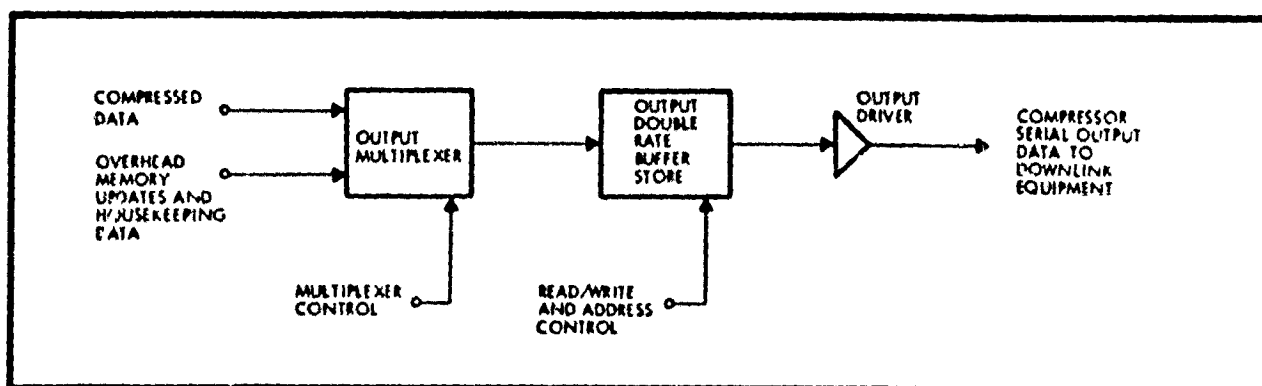 COMPRESSED
DATA
OVERHEAD
MEMORY
UPDATES AND
HOUSEKEEPING
DATA
OUTPUT
MULTIPLEXER
MULTIPLEXER
CONTROL
OUTPUT
DOUBLE
RATE
BUFFER
STORE
READ/WRITE
AND ADDRESS
CONTROL
OUTPUT
DRIVER
COMPRESSOR
SERIAL OUTPUT
DATA TO
DOWNLINK
EQUIPMENT